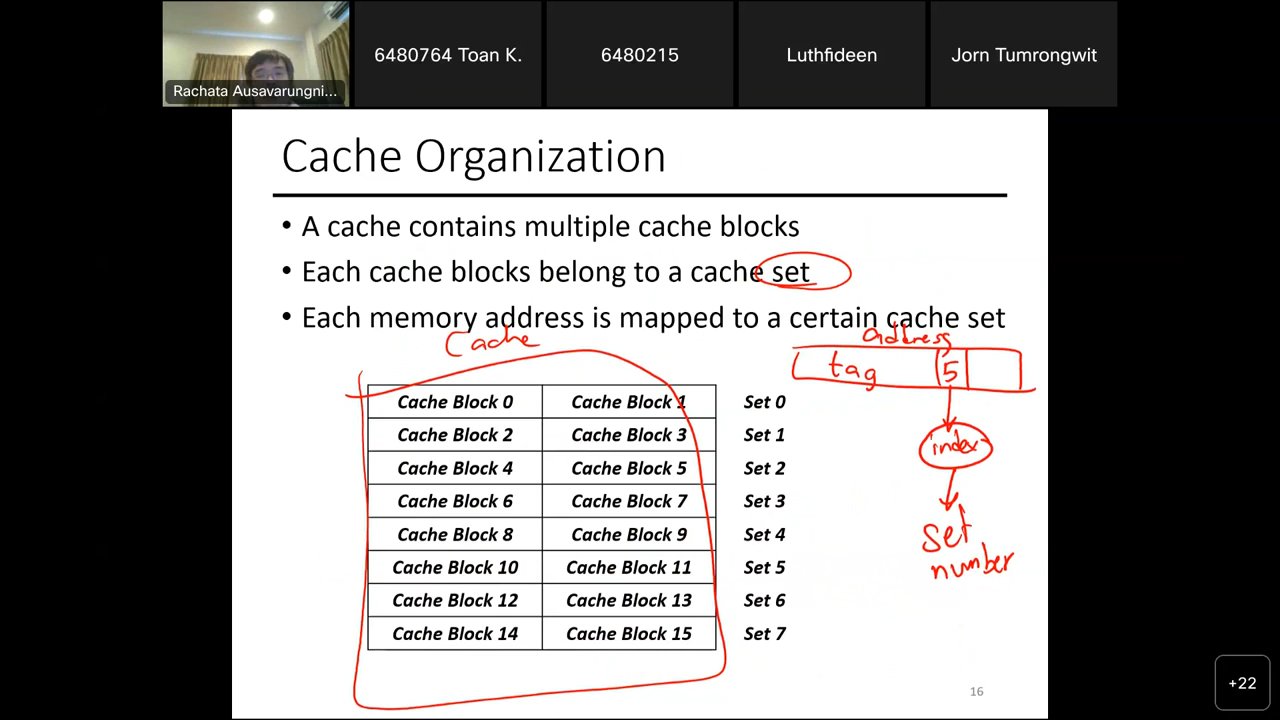 6480764 Toan K.
6480215
Luthfideen
Jorn Tumrongwit
Rachata Ausavarungni...
Cache Organization
• A cache contains multiple cache blocks
• Each cache blocks belong to a cache set
• Each memory address is mapped to a certain cache set
Cache
address
tag 5
Cache Block 0 Cache Block 1 Set 0
Cache Block 2 Cache Block 3 Set 1
Cache Block 4 Cache Block 5 Set 2
Cache Block 6 Cache Block 7 Set 3
Cache Block 8 Cache Block 9 Set 4
Cache Block 10 Cache Block 11 Set 5
Cache Block 12 Cache Block 13 Set 6
Cache Block 14 Cache Block 15 Set 7
index
set
number
16
+22